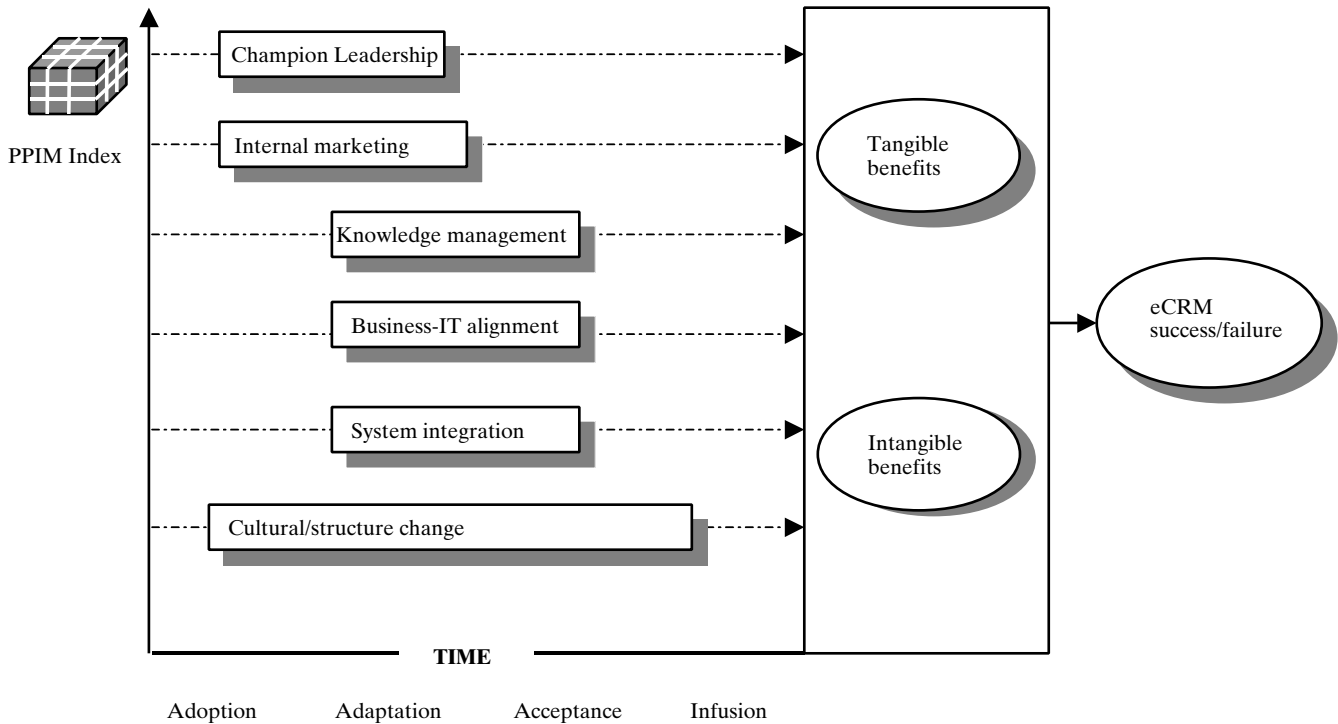 Champion Leadership
PPIM Index
Internal marketing
Tangible
benefits
Knowledge management
Business-IT alignment
eCRM
success/failure
System integration
Intangible
benefits
Cultural/structure change
TIME
Adoption Adaptation Acceptance Infusion